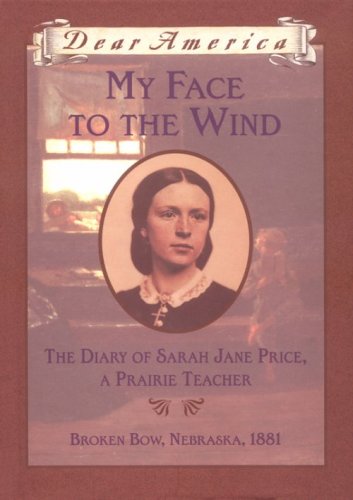 Dear America
MY FACE
TO THE WIND
THE DIARY OF SARAH JANE PRICE,
A PRAIRIE TEACHER
BROKEN BOW, NEBRASKA, 1881